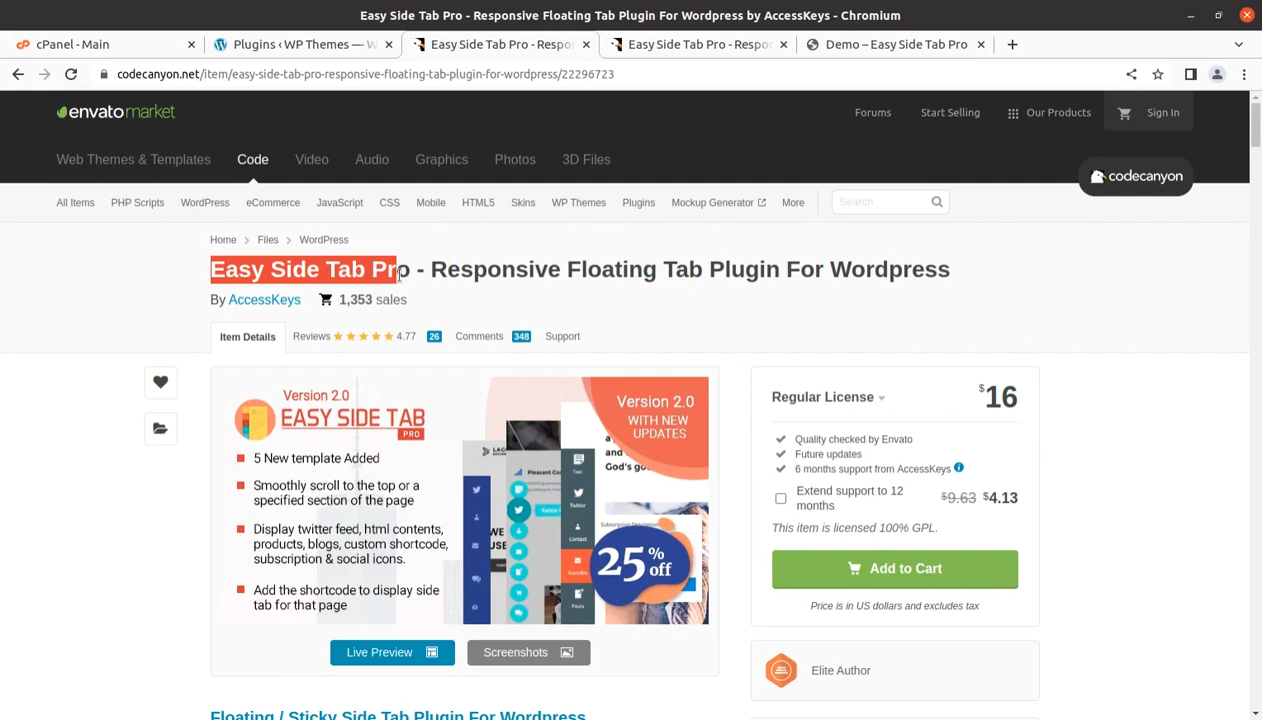 Easy Side Tab Pro - Responsive Floating Tab Plugin For Wordpress by AccessKeys - Chromium
cPanel - Main
Plugins ‹ WP Themes — W
Easy Side Tab Pro - Respo
Easy Side Tab Pro - Respo
Demo – Easy Side Tab Pro
codecanyon.net/item/easy-side-tab-pro-responsive-floating-tab-plugin-for-wordpress/22296723
envato market
Forums
Start Selling
Our Products
Sign In
Web Themes & Templates
Code
Video
Audio
Graphics
Photos
3D Files
codecanyon
All Items
PHP Scripts
WordPress
eCommerce
JavaScript
CSS
Mobile
HTML5
Skins
WP Themes
Plugins
Mockup Generator
More
Search
Home
Files
WordPress
Easy Side Tab Pro - Responsive Floating Tab Plugin For Wordpress
By AccessKeys 1,353 sales
Item Details
Reviews 4.77 26
Comments 348
Support
Version 2.0
EASY SIDE TAB
PRO
5 New template Added
Smoothly scroll to the top or a
specified section of the page
Display twitter feed, html contents,
products, blogs, custom shortcode,
subscription & social icons.
Add the shortcode to display side
tab for that page
Version 2.0
WITH NEW
UPDATES
and
God's go
Twitter
Contact
Subscribe
Posts
25% off
Live Preview
Screenshots
Regular License
$16
Quality checked by Envato
Future updates
6 months support from AccessKeys
Extend support to 12
months
$9.63 $4.13
This item is licensed 100% GPL.
Add to Cart
Price is in US dollars and excludes tax
Elite Author
Floating / Sticky Side Tab Plugin For Wordpress